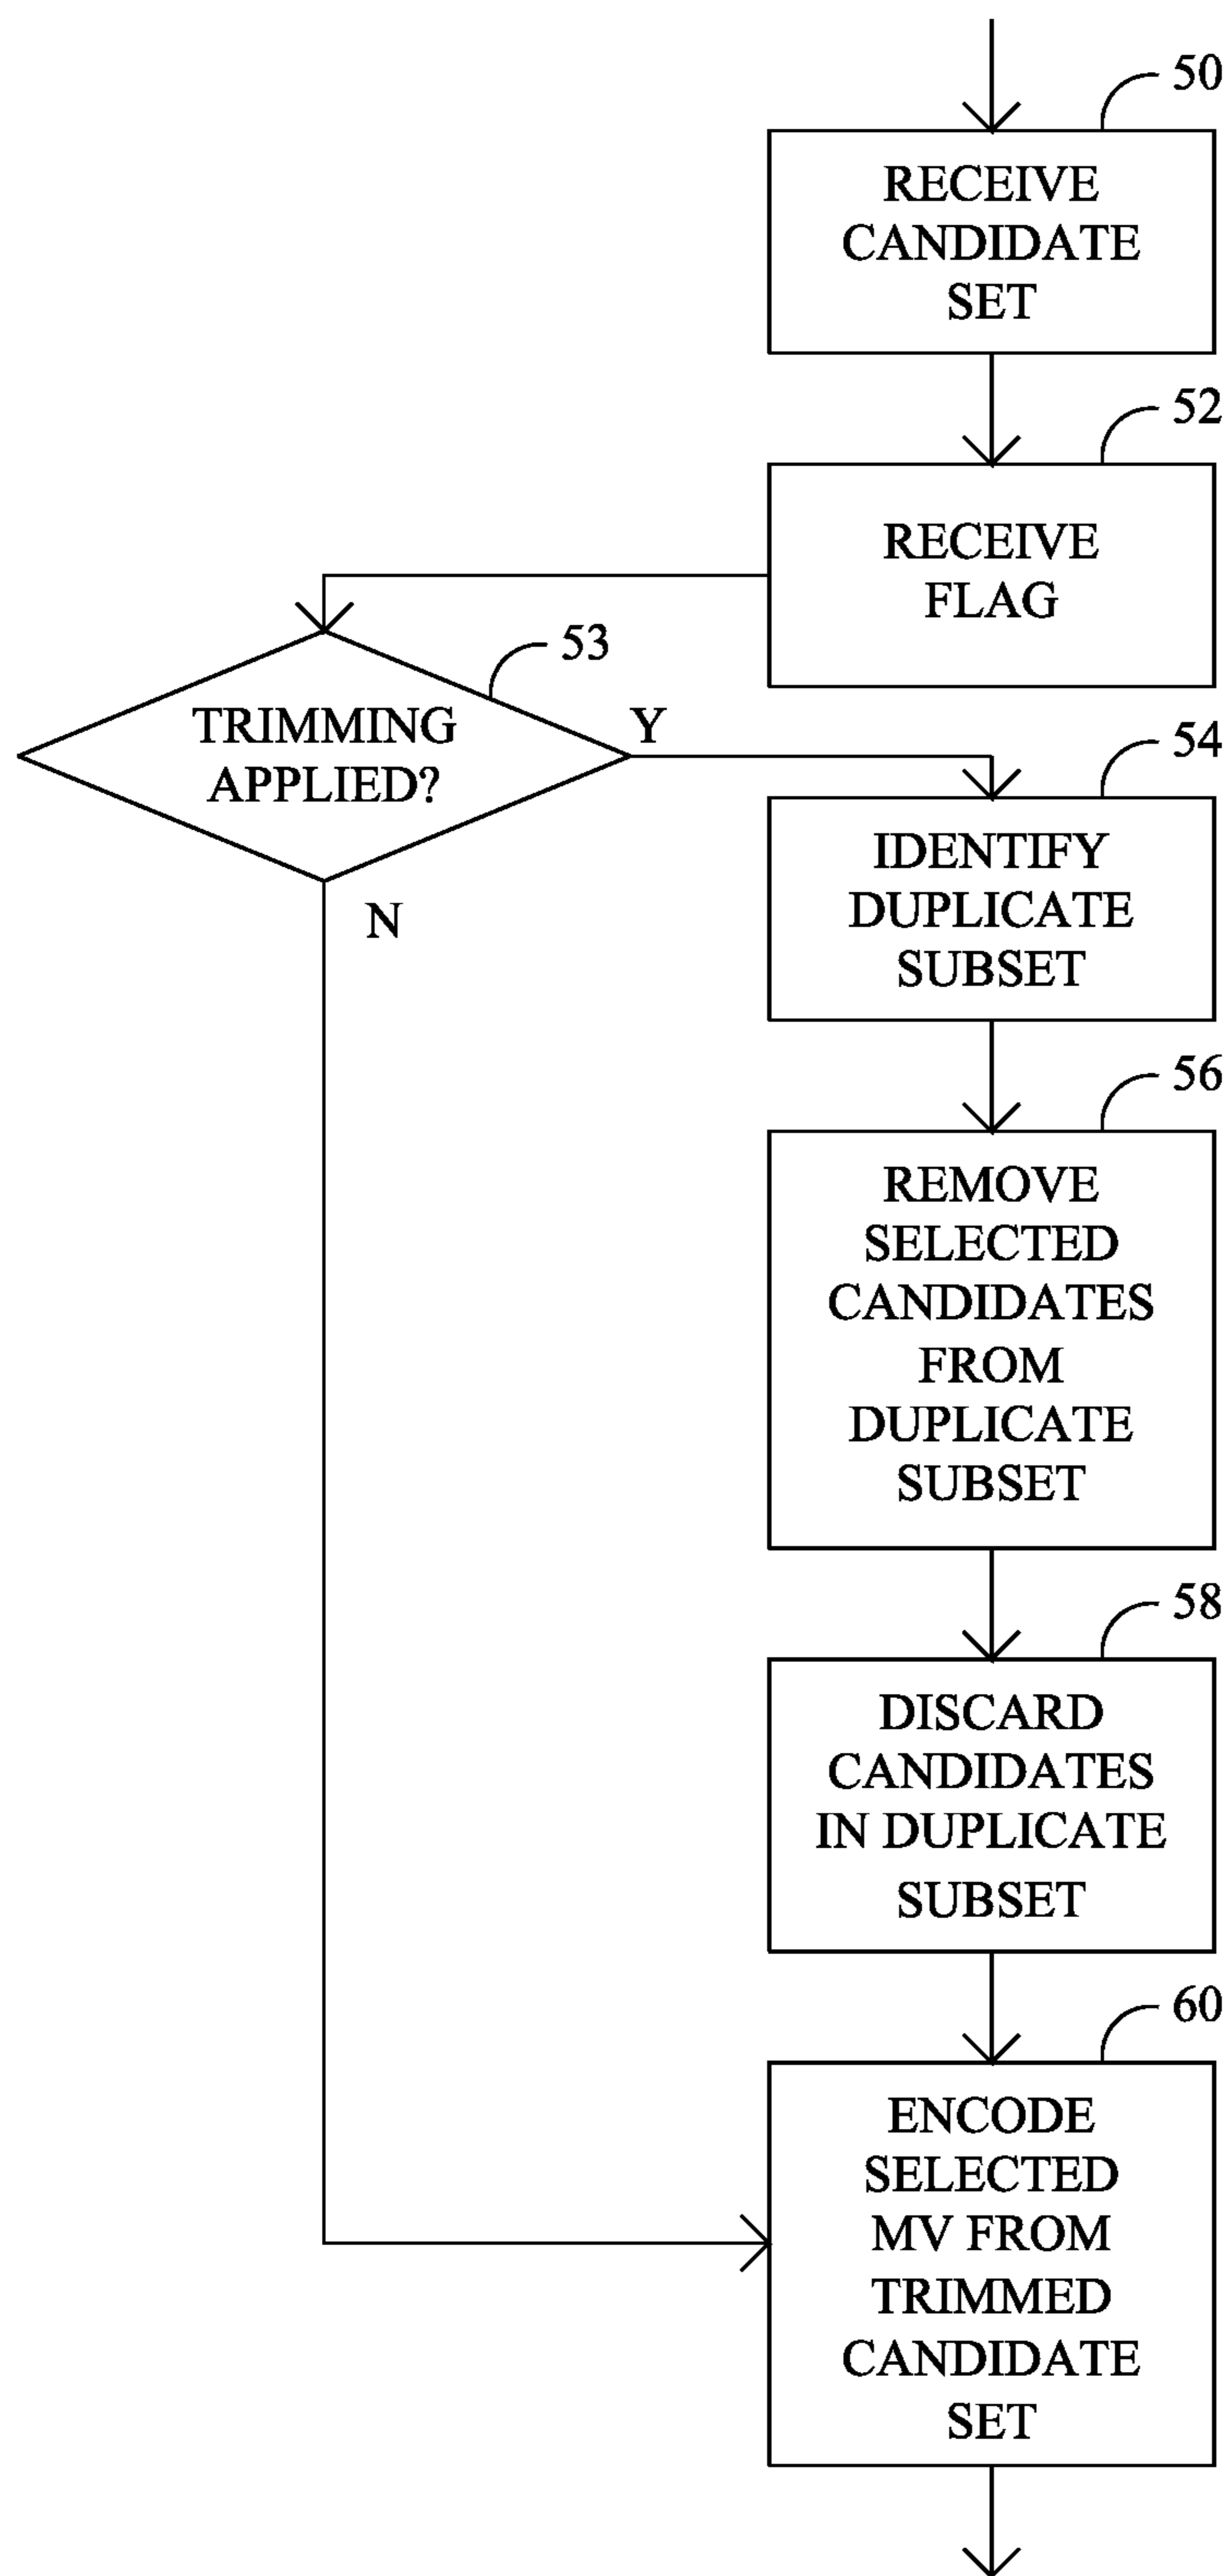 50
RECEIVE
CANDIDATE
SET
52
RECEIVE
FLAG
53
TRIMMING
APPLIED?
Y
N
54
IDENTIFY
DUPLICATE
SUBSET
56
REMOVE
SELECTED
CANDIDATES
FROM
DUPLICATE
SUBSET
58
DISCARD
CANDIDATES
IN DUPLICATE
SUBSET
60
ENCODE
SELECTED
MV FROM
TRIMMED
CANDIDATE
SET